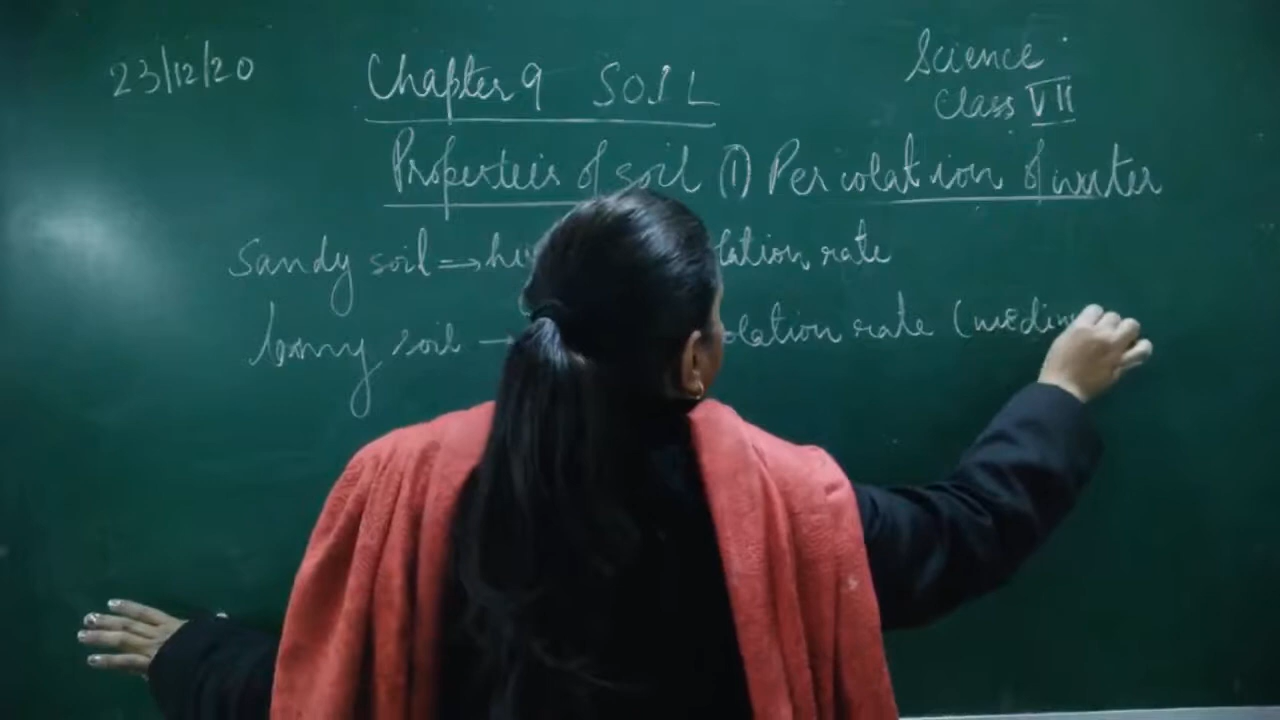 23/12/20
Chapter 9 SOIL
Science
Class VII
Properties of soil (1) Percolation of water
Sandy soil → lation rate
loamy soil → olation rate (mediu